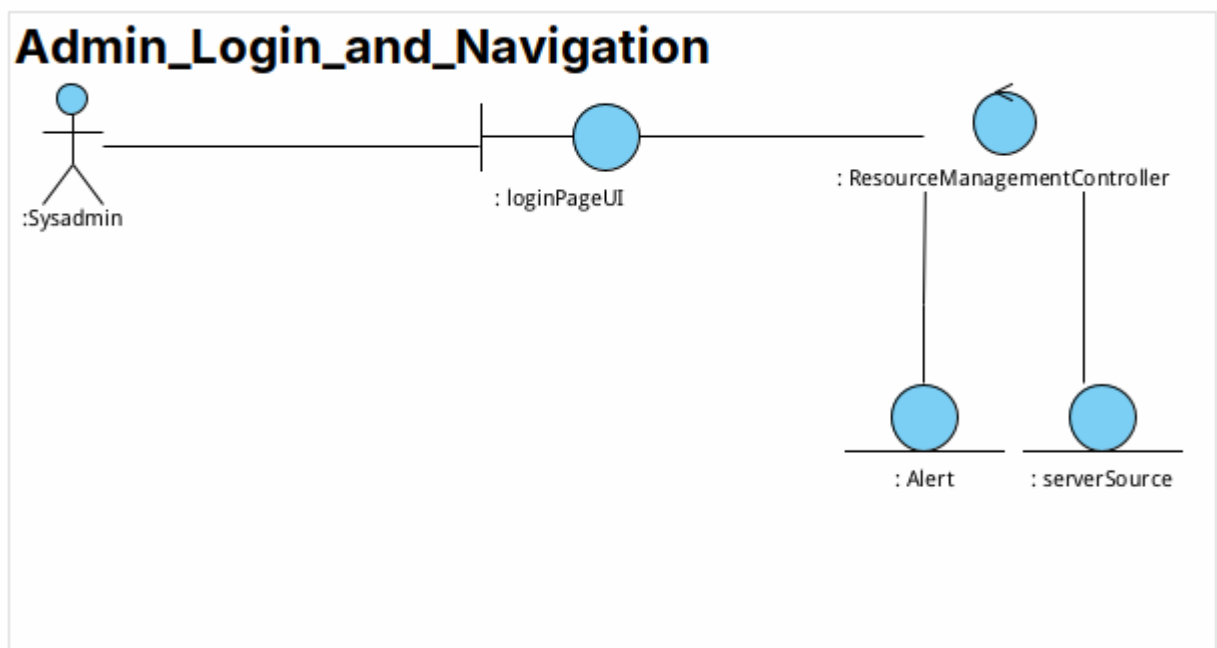 Admin_Login_and_Navigation
:Sysadmin
: loginPageUI
: ResourceManagementController
: Alert
: serverSource